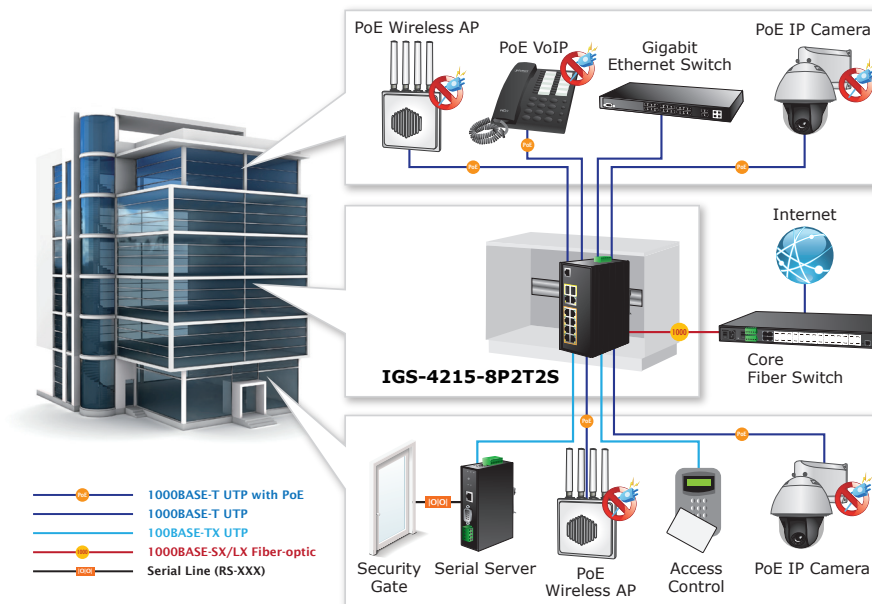 PoE Wireless AP
PoE VoIP
Gigabit
Ethernet Switch
PoE IP Camera
PoE
PoE
PoE
Internet
1000
IGS-4215-8P2T2S
Core
Fiber Switch
PoE
PoE
PoE
1000BASE-T UTP with PoE
1000BASE-T UTP
100BASE-TX UTP
1000
1000BASE-SX/LX Fiber-optic
|O|O|
Serial Line (RS-XXX)
|O|O|
Security
Gate
Serial Server
PoE
Wireless AP
Access
Control
PoE IP Camera